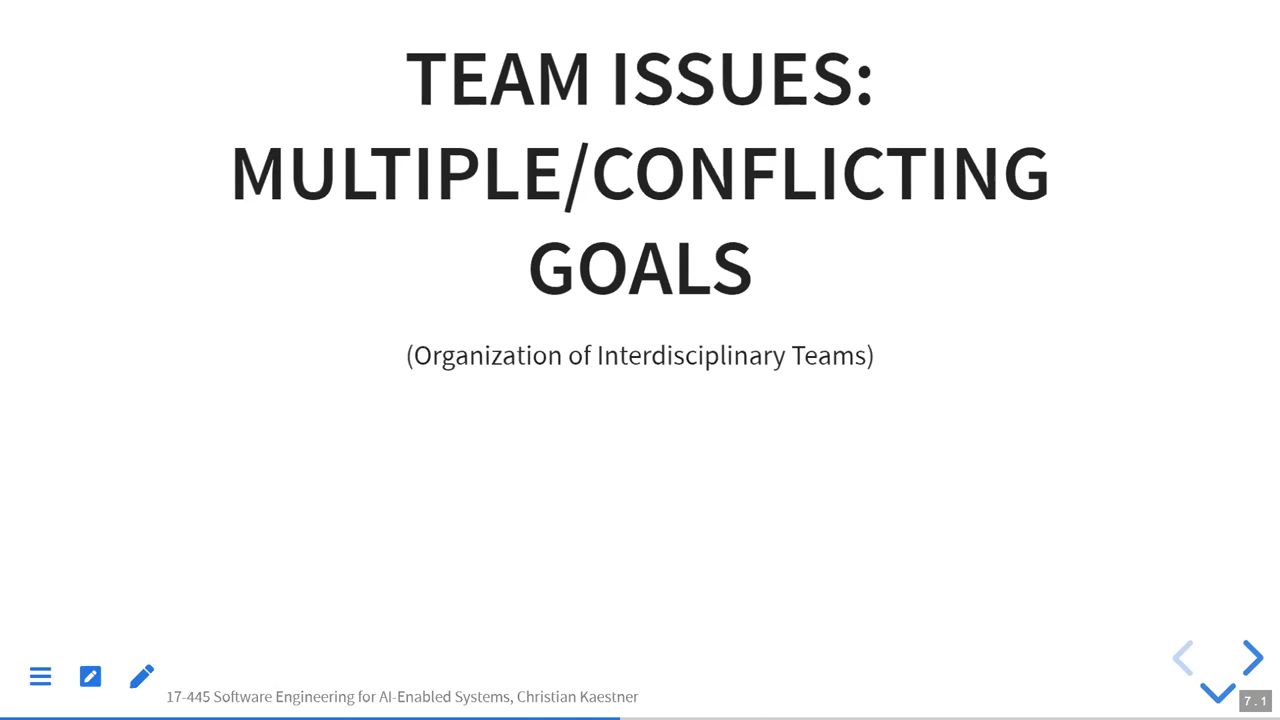 TEAM ISSUES:
MULTIPLE/CONFLICTING
GOALS
(Organization of Interdisciplinary Teams)
17-445 Software Engineering for AI-Enabled Systems, Christian Kaestner
7 . 1